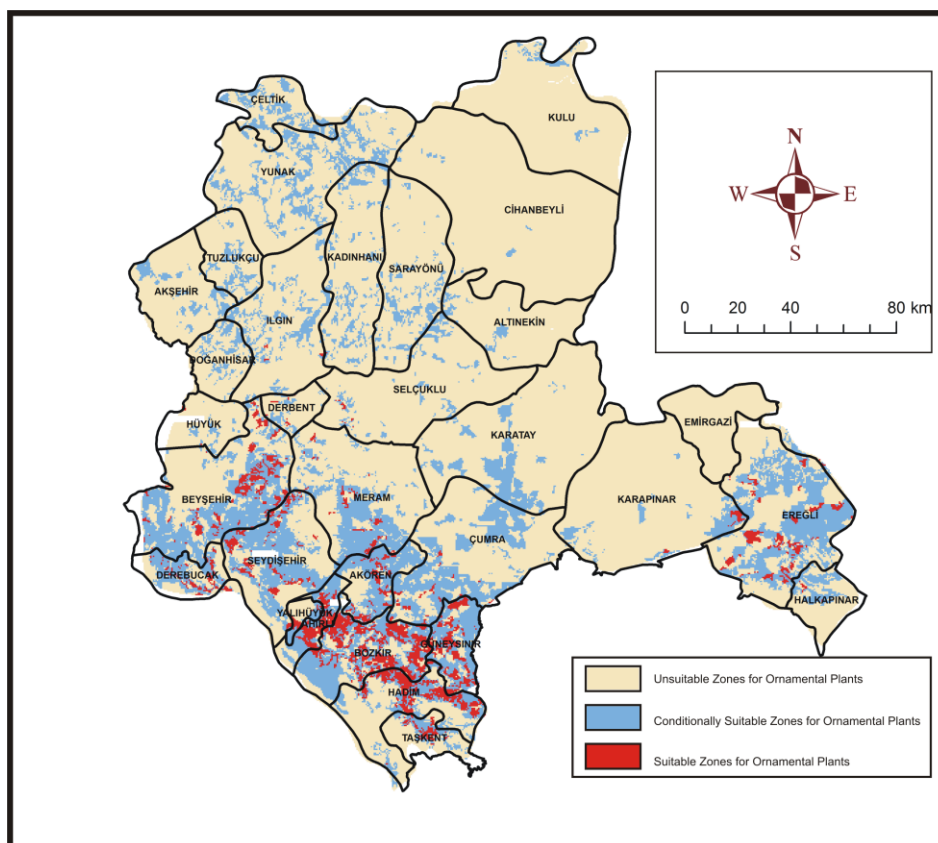 ÇELTİK
KULU
YUNAK
N
W
E
S
CİHANBEYLİ
TUZLUKÇU
KADINHANI
SARAYÖNÜ
AKŞEHİR
ILGIN
ALTINEKİN
0 20 40 80 km
DOĞANHİSAR
SELÇUKLU
DERBENT
HÜYÜK
KARATAY
EMİRGAZİ
BEYŞEHİR
MERAM
KARAPINAR
EREĞLİ
ÇUMRA
SEYDİŞEHİR
DEREBUCAK
AKÖREN
HALKAPINAR
YALIHÜYÜK
AHIRLI
GÜNEYSINIR
BOZKIR
HADIM
TAŞKENT
Unsuitable Zones for Ornamental Plants
Conditionally Suitable Zones for Ornamental Plants
Suitable Zones for Ornamental Plants